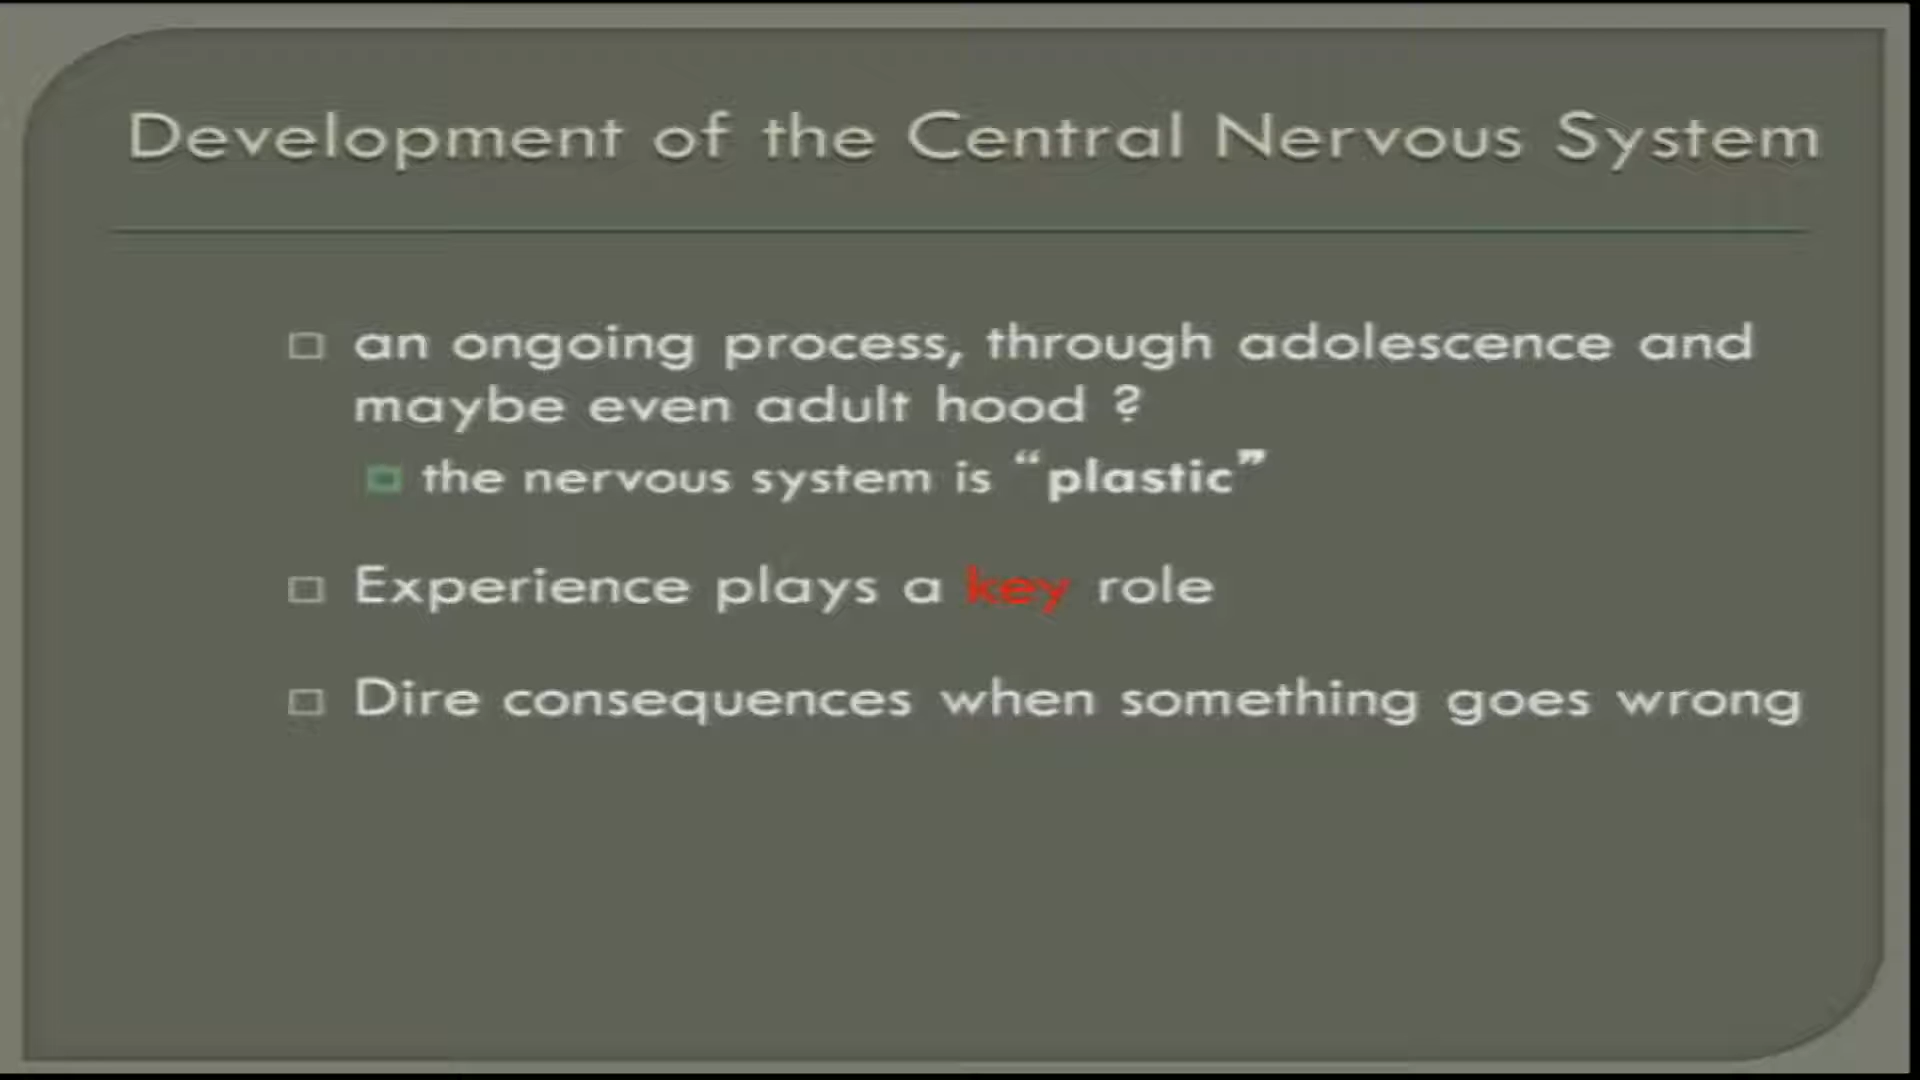 Development of the Central Nervous System
an ongoing process, through adolescence and
maybe even adult hood ?
the nervous system is “plastic”
Experience plays a key role
Dire consequences when something goes wrong